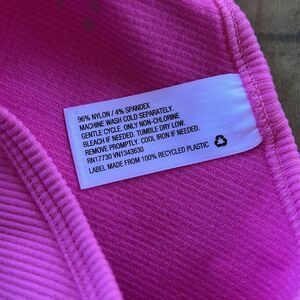 96% NYLON / 4% SPANDEX
MACHINE WASH COLD SEPARATELY.
GENTLE CYCLE. ONLY NON-CHLORINE
BLEACH IF NEEDED. TUMBLE DRY LOW.
REMOVE PROMPTLY. COOL IRON IF NEEDED.
RN17730 VN1343630
LABEL MADE FROM 100% RECYCLED PLASTIC